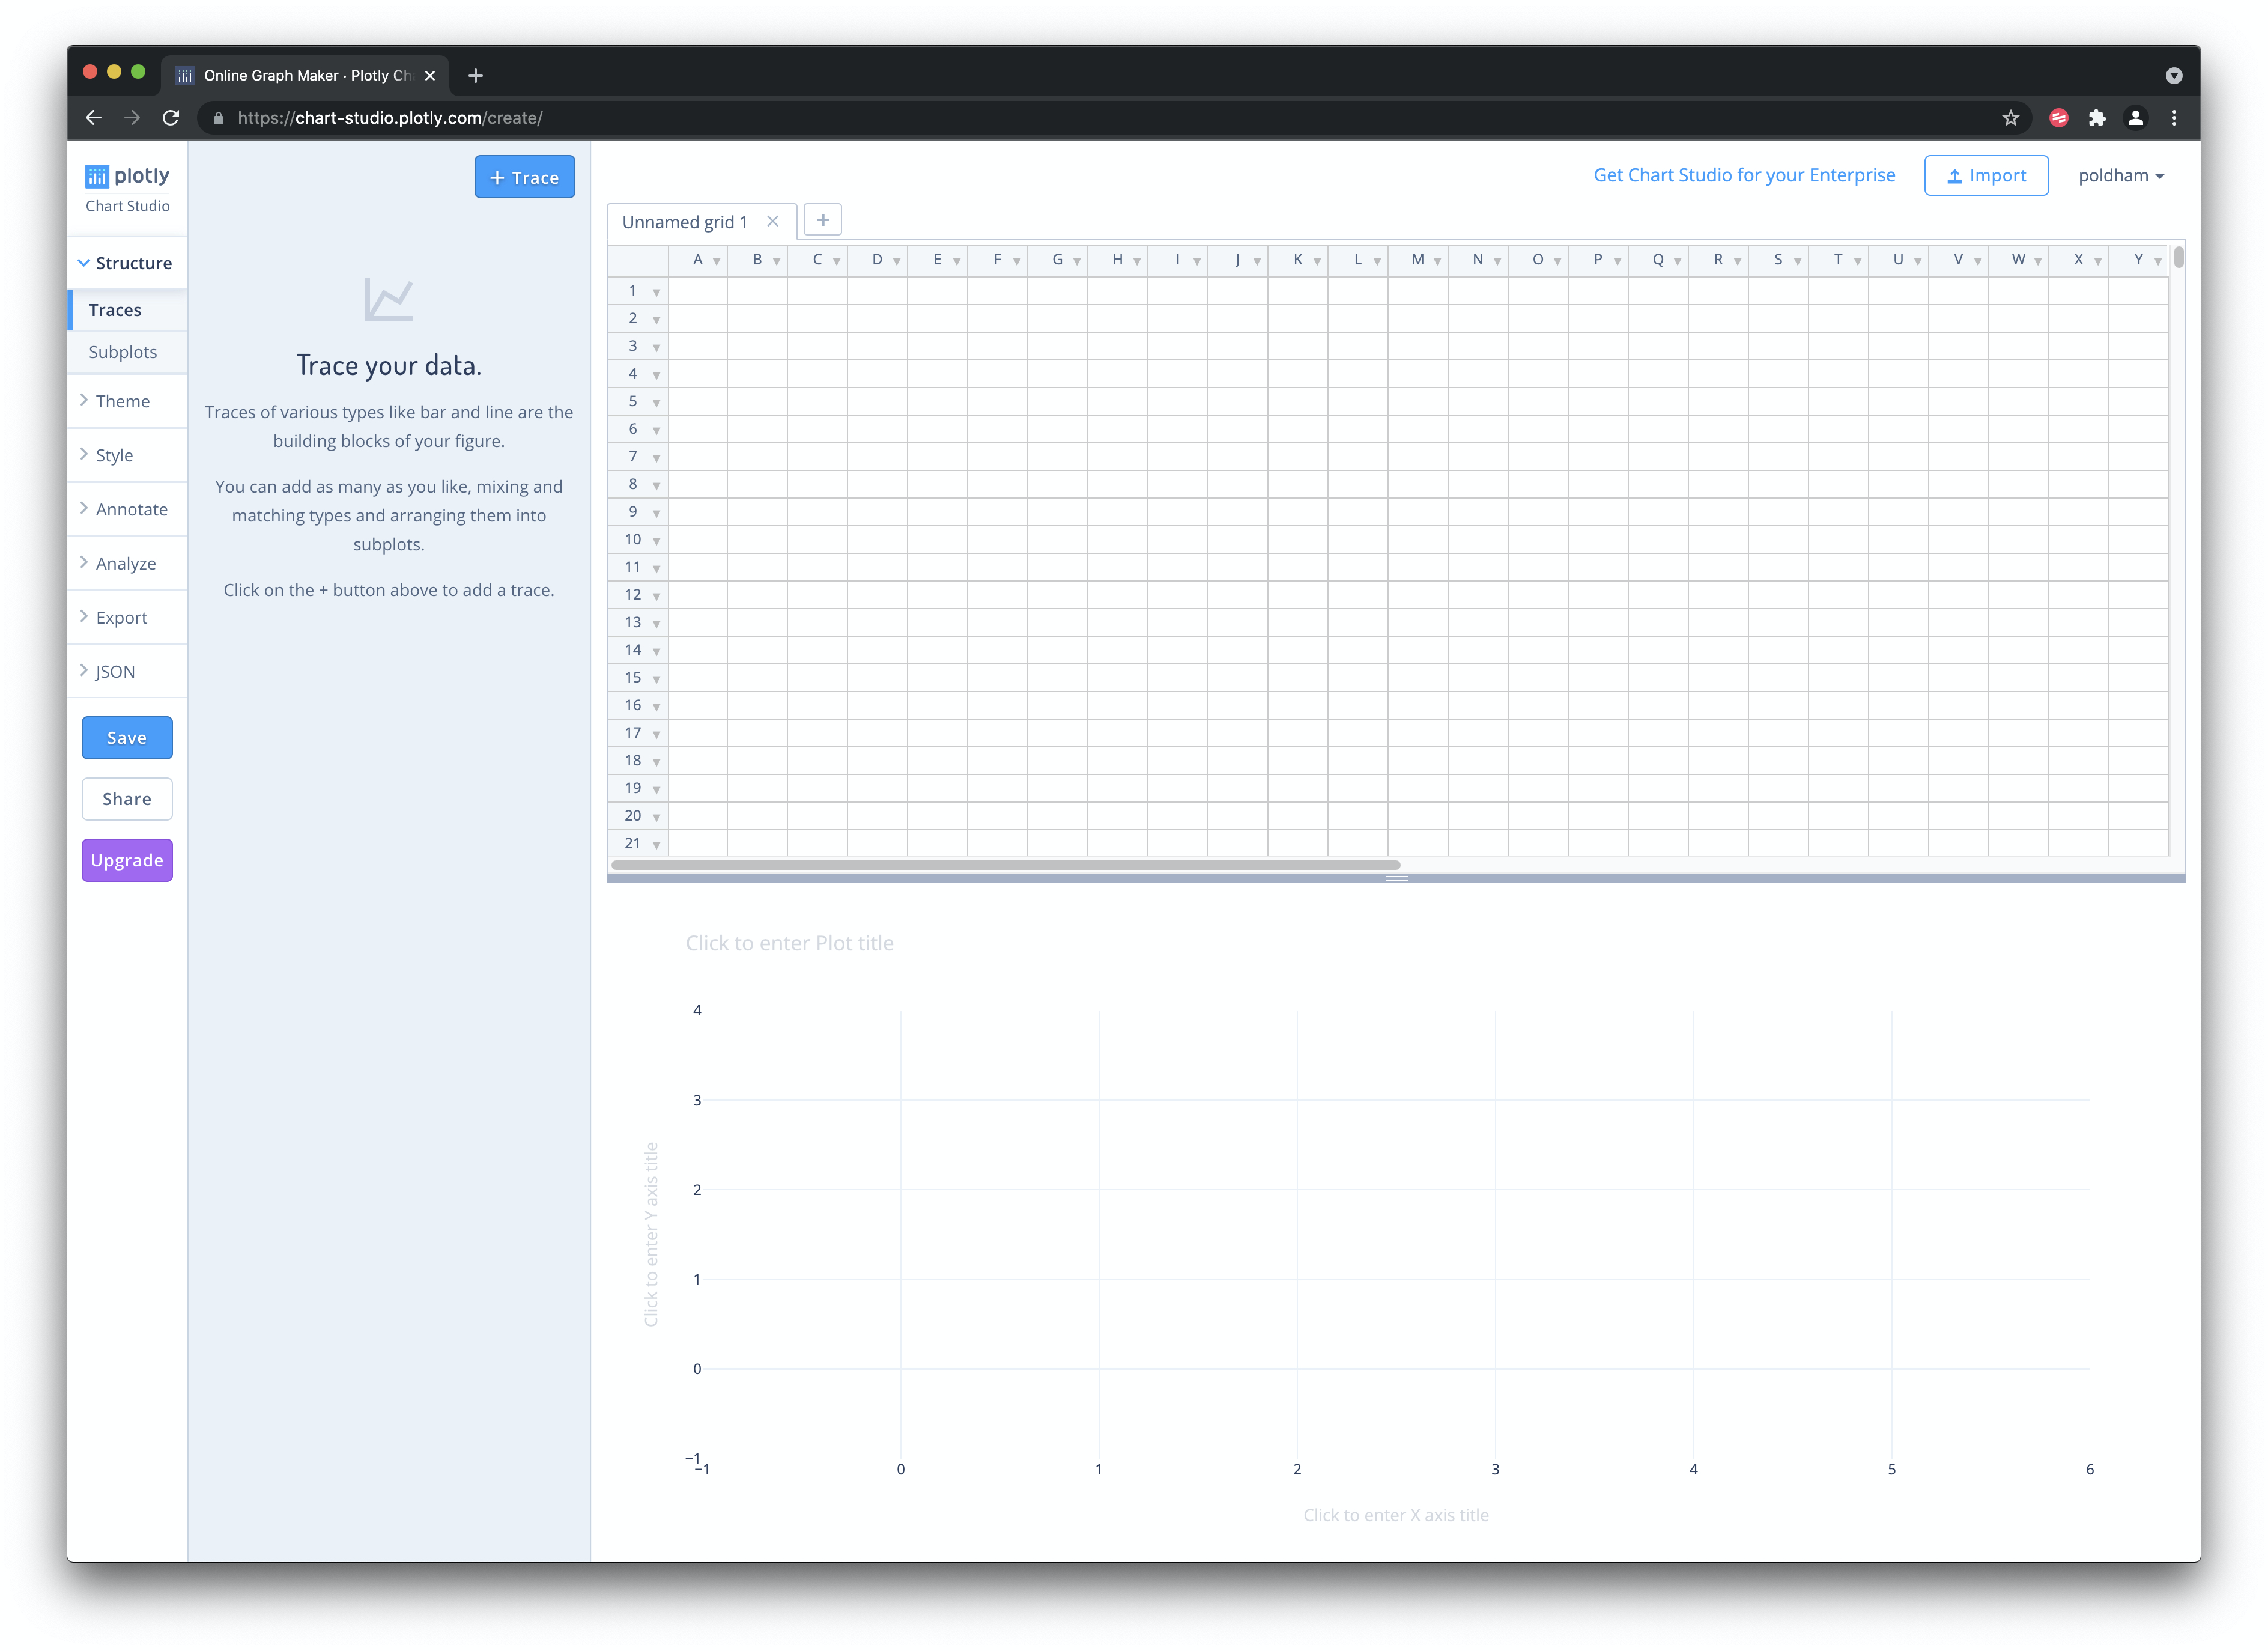 Online Graph Maker · Plotly Ch
https://chart-studio.plotly.com/create/
plotly
Chart Studio
Structure
Traces
Subplots
Theme
Style
Annotate
Analyze
Export
JSON
Save
Share
Upgrade
+ Trace
Trace your data.
Traces of various types like bar and line are the
building blocks of your figure.
You can add as many as you like, mixing and
matching types and arranging them into
subplots.
Click on the + button above to add a trace.
Get Chart Studio for your Enterprise
Import
poldham
Unnamed grid 1
A B C D E F G H I J K L M N O P Q R S T U V W X Y
1
2
3
4
5
6
7
8
9
10
11
12
13
14
15
16
17
18
19
20
21
Click to enter Plot title
4
3
2
1
0
−1
Click to enter Y axis title
−1 0 1 2 3 4 5 6
Click to enter X axis title